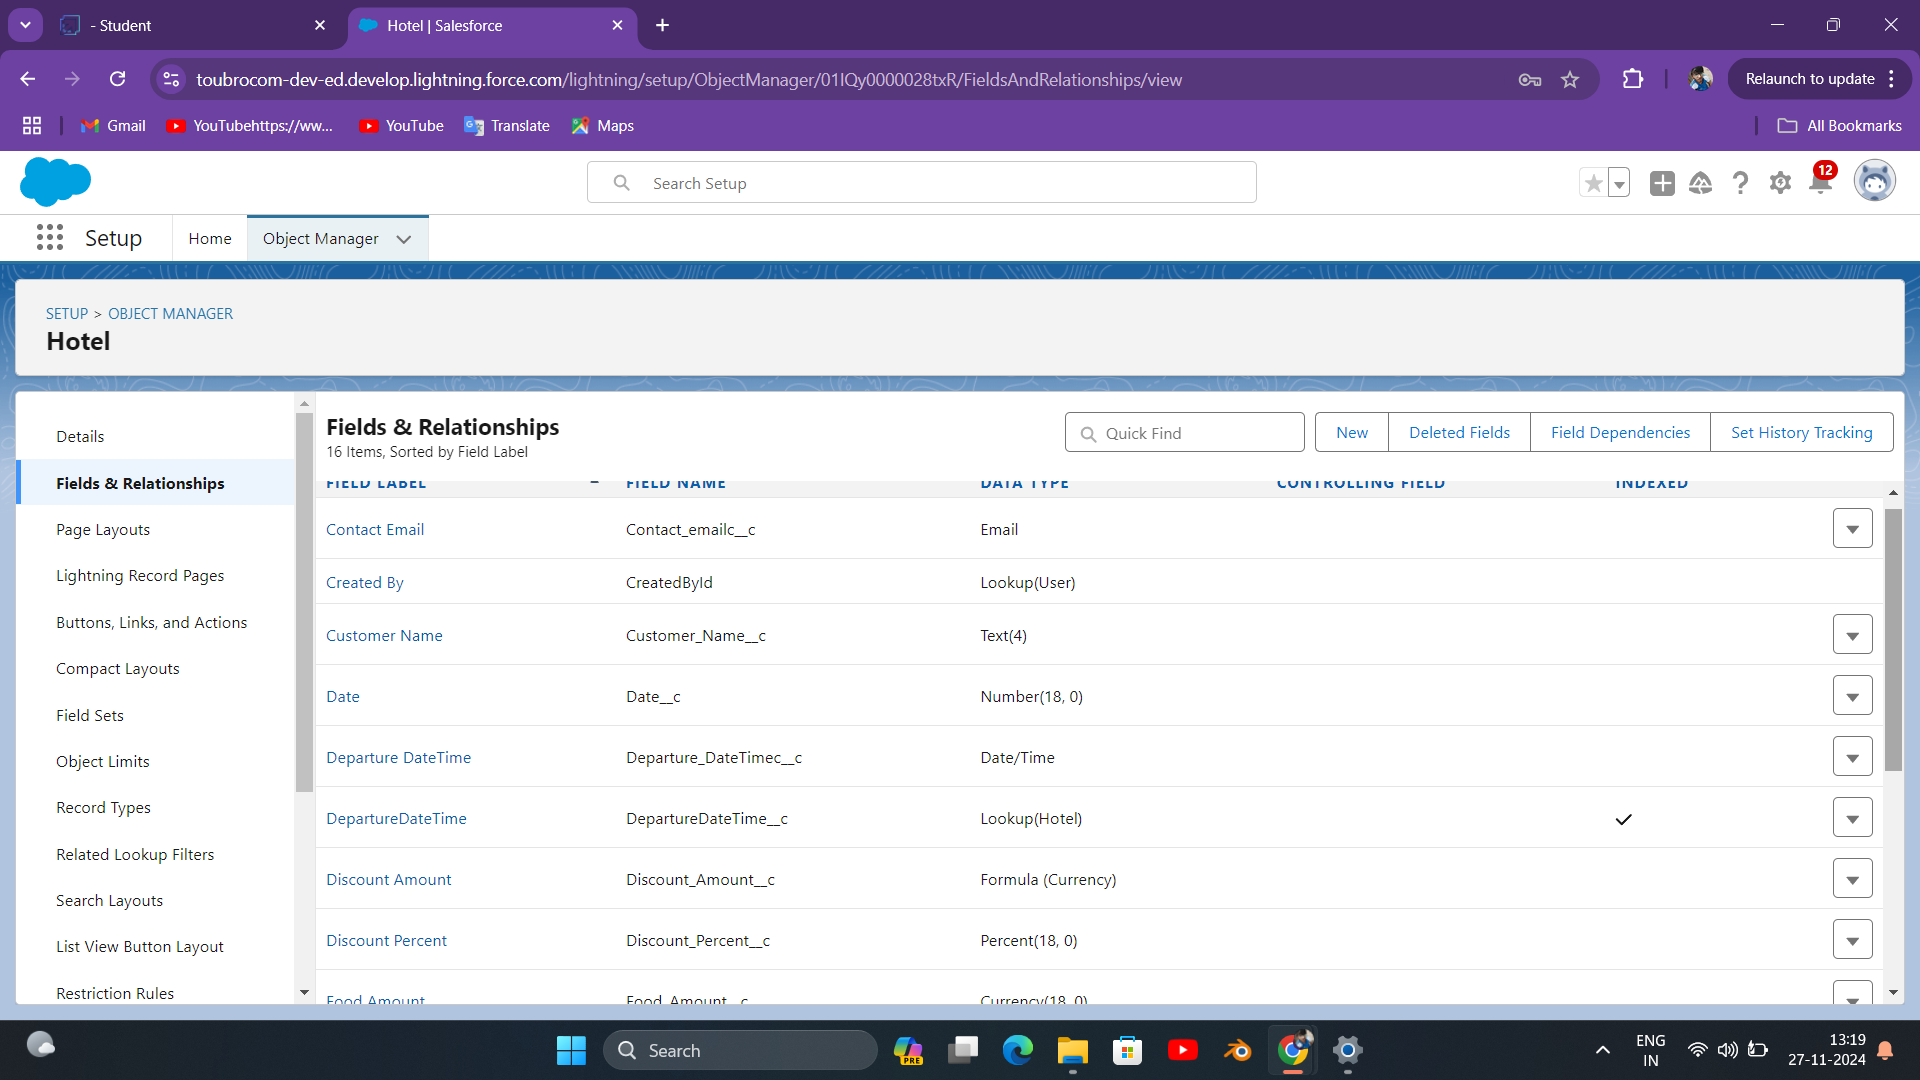 - Student
Hotel | Salesforce
toubrocom-dev-ed.develop.lightning.force.com/lightning/setup/ObjectManager/01IQy0000028txR/FieldsAndRelationships/view
Relaunch to update
Gmail
YouTubehttps://ww...
YouTube
Translate
Maps
All Bookmarks
Search Setup
12
Setup
Home
Object Manager
SETUP > OBJECT MANAGER
Hotel
Details
Fields & Relationships
Page Layouts
Lightning Record Pages
Buttons, Links, and Actions
Compact Layouts
Field Sets
Object Limits
Record Types
Related Lookup Filters
Search Layouts
List View Button Layout
Restriction Rules
Fields & Relationships
16 Items, Sorted by Field Label
Quick Find
New
Deleted Fields
Field Dependencies
Set History Tracking
FIELD LABEL FIELD NAME DATA TYPE CONTROLLING FIELD INDEXED
Contact Email Contact_emailc__c Email
Created By CreatedById Lookup(User)
Customer Name Customer_Name__c Text(4)
Date Date__c Number(18, 0)
Departure DateTime Departure_DateTimec__c Date/Time
DepartureDateTime DepartureDateTime__c Lookup(Hotel)
Discount Amount Discount_Amount__c Formula (Currency)
Discount Percent Discount_Percent__c Percent(18, 0)
Food Amount Food_Amount__c Currency(18, 0)
Search
PRE
ENG
IN
13:19
27-11-2024